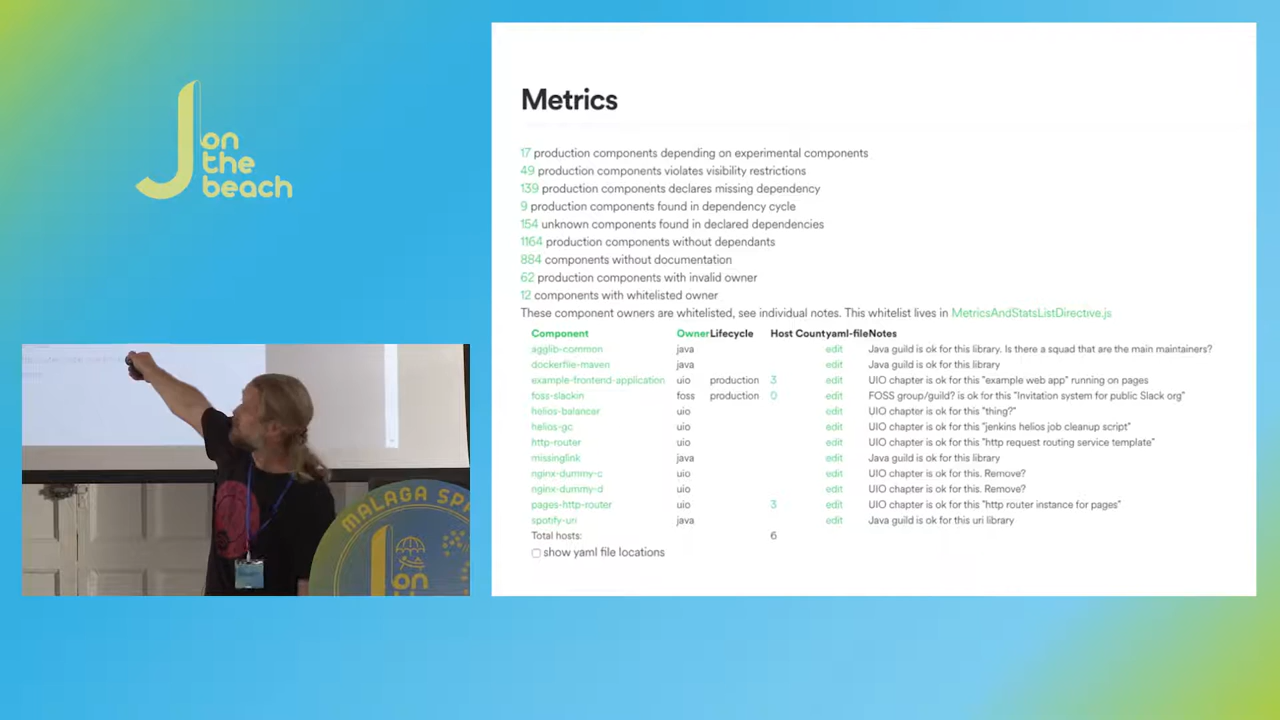 J on
the
beach
Metrics
17 production components depending on experimental components
49 production components violates visibility restrictions
139 production components declares missing dependency
9 production components found in dependency cycle
154 unknown components found in declared dependencies
1164 production components without dependants
884 components without documentation
62 production components with invalid owner
12 components with whitelisted owner
These component owners are whitelisted, see individual notes. This whitelist lives in MetricsAndStatsListDirective.js
Component Owner Lifecycle Host Count yaml-file Notes
agglib-common java edit Java guild is ok for this library. Is there a squad that are the main maintainers?
dockerfile-maven java edit Java guild is ok for this library
example-frontend-application uio production 3 edit UIO chapter is ok for this "example web app" running on pages
foss-slackin foss production 0 edit FOSS group/guild? is ok for this "Invitation system for public Slack org"
helios-balancer uio edit UIO chapter is ok for this "thing?"
helios-gc uio edit UIO chapter is ok for this "jenkins helios job cleanup script"
http-router uio edit UIO chapter is ok for this "http request routing service template"
missinglink java edit Java guild is ok for this library
nginx-dummy-c uio edit UIO chapter is ok for this. Remove?
nginx-dummy-d uio edit UIO chapter is ok for this. Remove?
pages-http-router uio 3 edit UIO chapter is ok for this "http router instance for pages"
spotify-uri java edit Java guild is ok for this uri library
Total hosts: 6
show yaml file locations
MALAGA SPA
J on